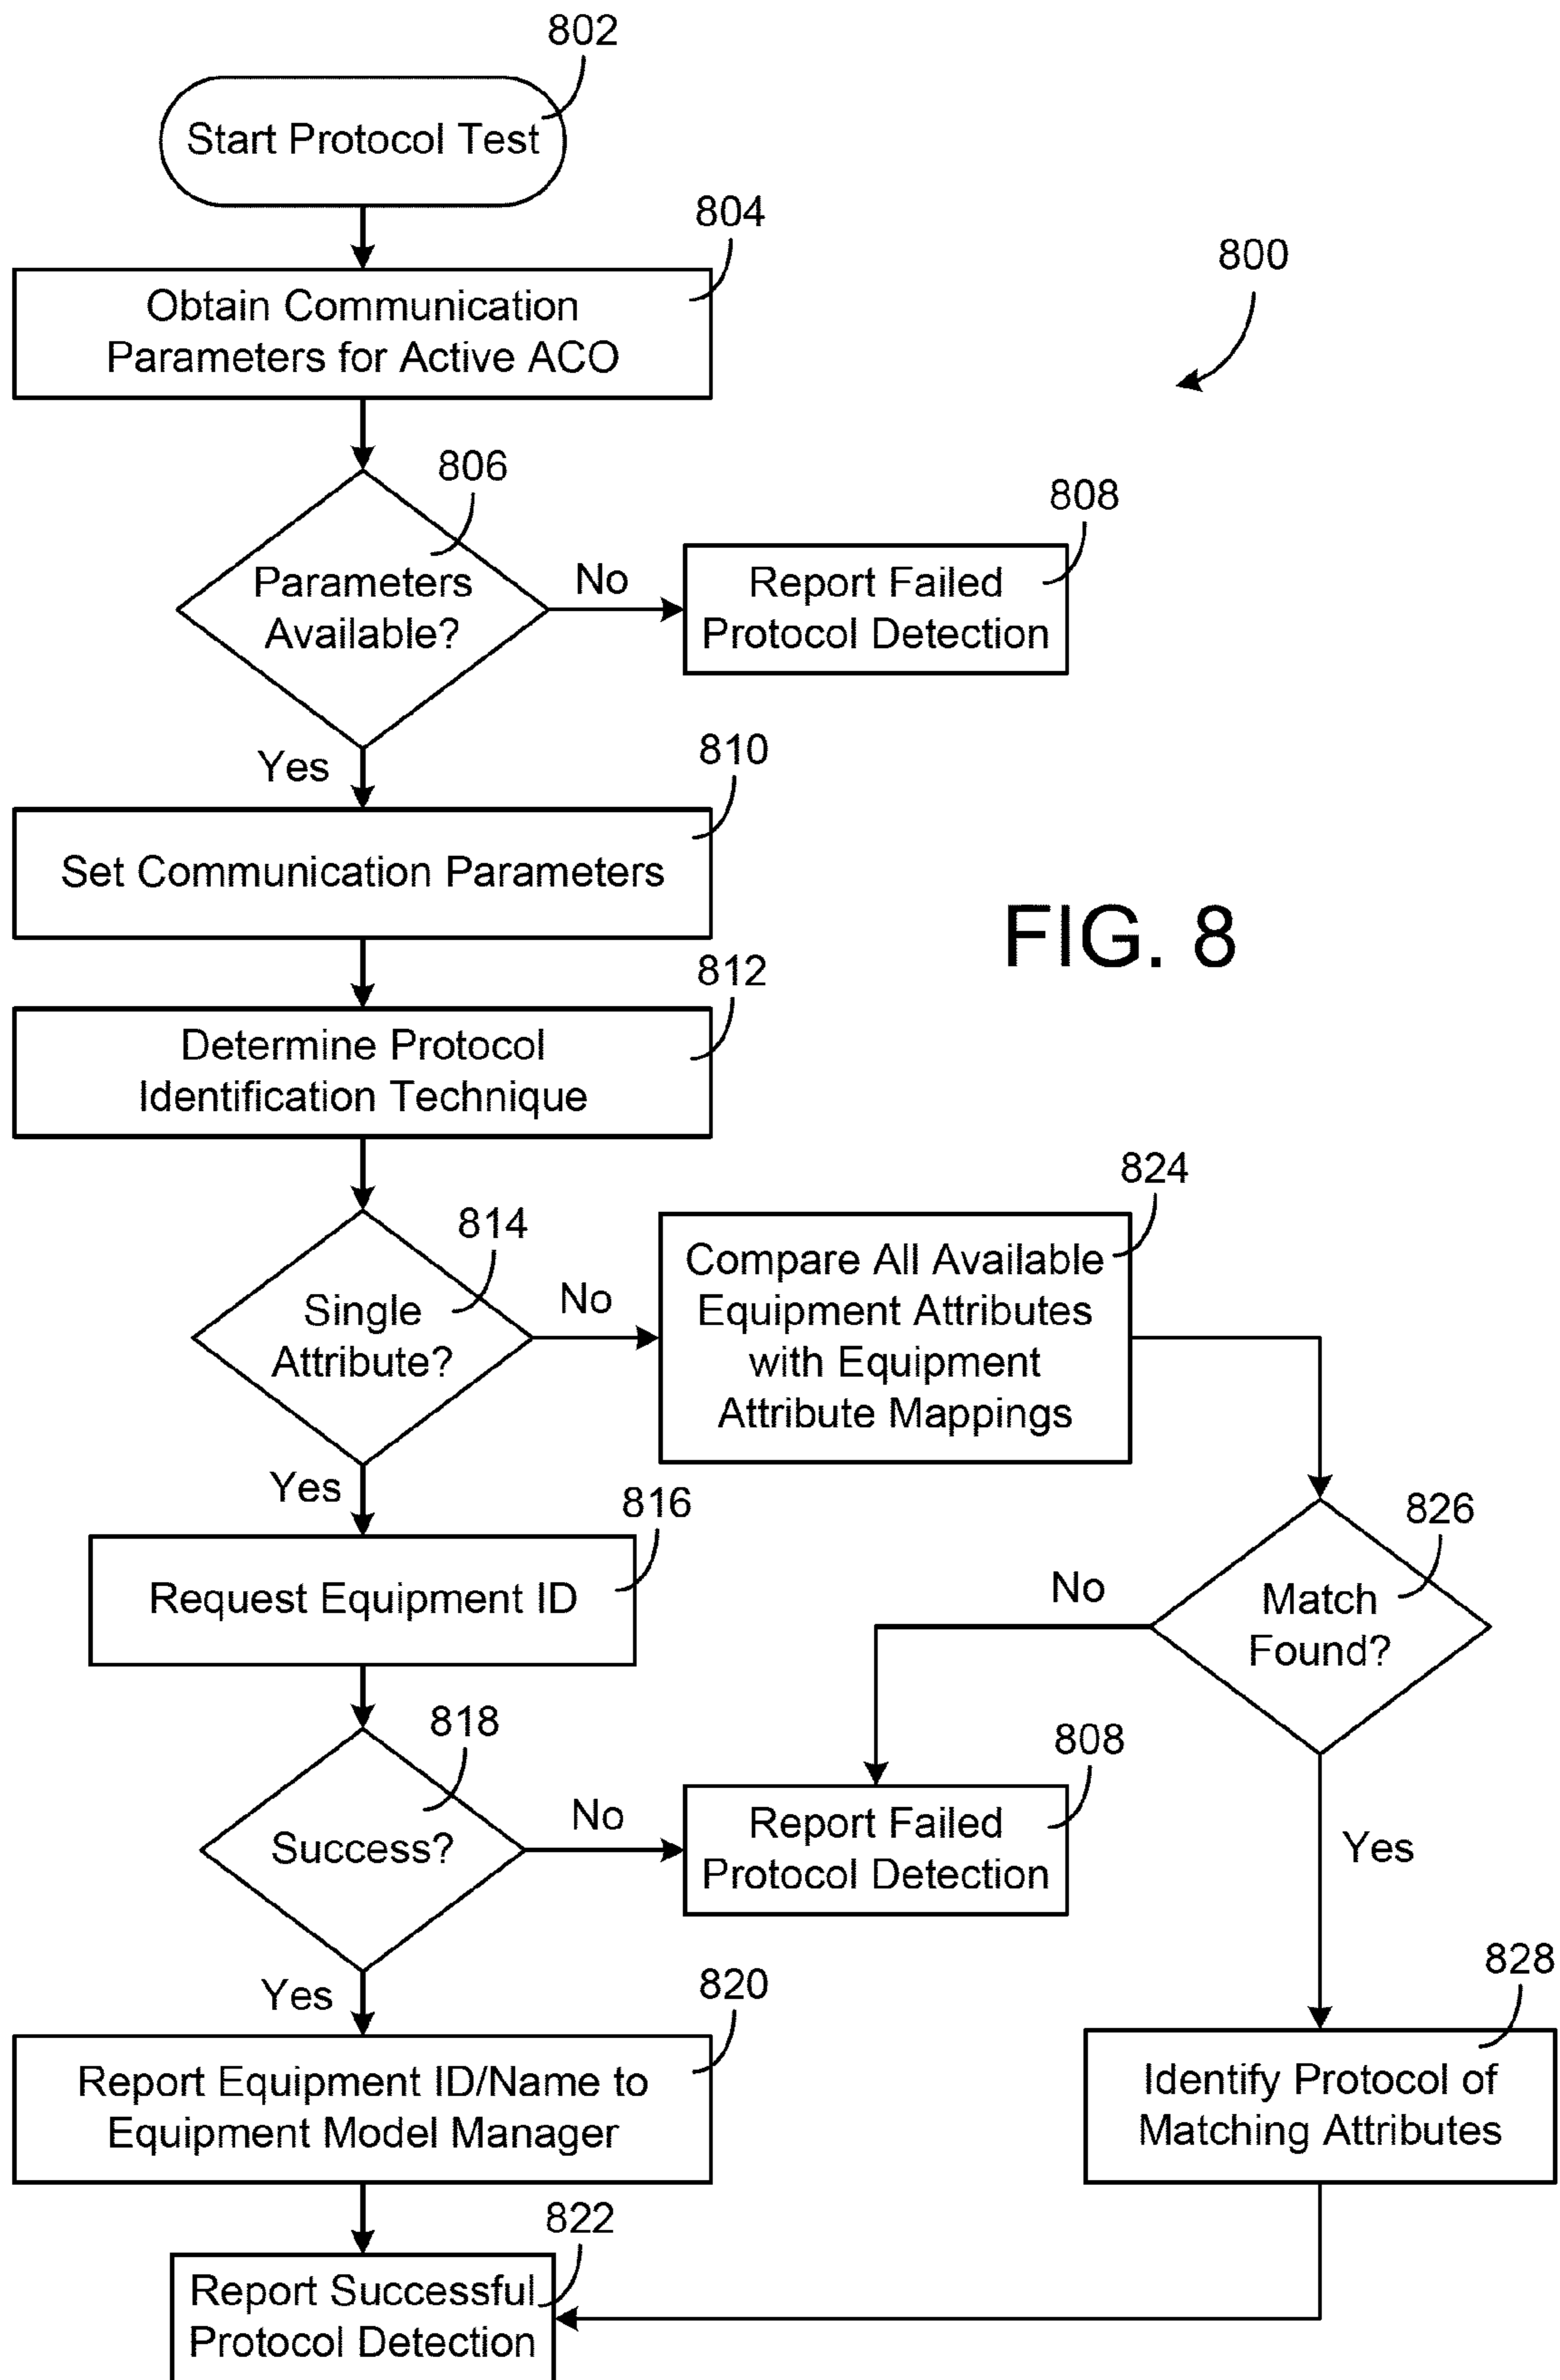 802
Start Protocol Test
804
Obtain Communication
Parameters for Active ACO
800
806
Parameters
Available?
No
808
Report Failed
Protocol Detection
Yes
810
Set Communication Parameters
FIG. 8
812
Determine Protocol
Identification Technique
814
Single
Attribute?
No
824
Compare All Available
Equipment Attributes
with Equipment
Attribute Mappings
Yes
816
Request Equipment ID
826
Match
Found?
No
818
Success?
No
808
Report Failed
Protocol Detection
Yes
Yes
820
Report Equipment ID/Name to
Equipment Model Manager
828
Identify Protocol of
Matching Attributes
822
Report Successful
Protocol Detection